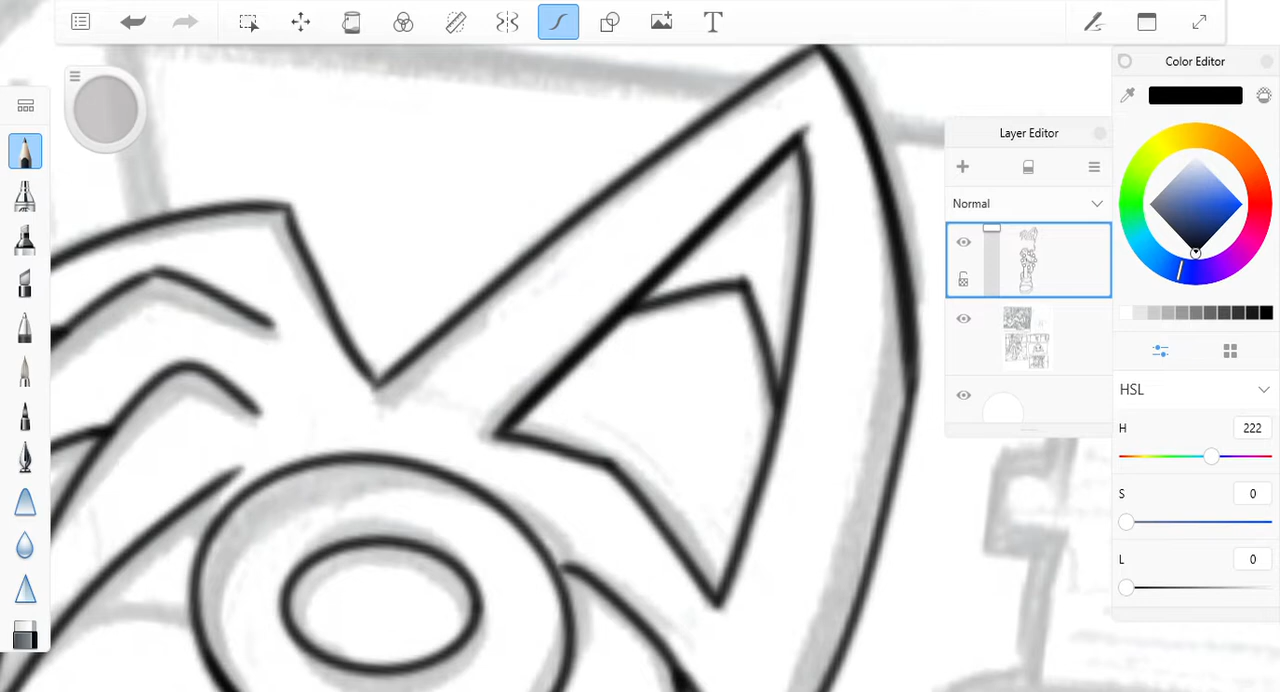 T
Color Editor
Layer Editor
Normal
HSL
H 222
S 0
L 0